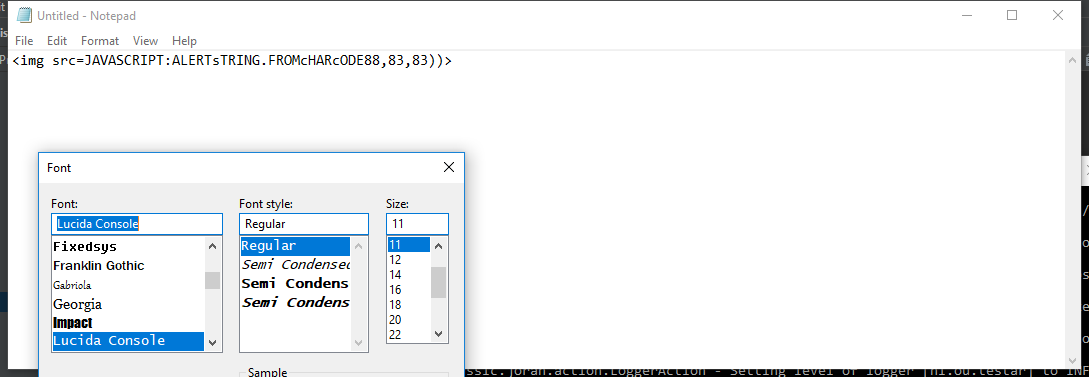 Untitled - Notepad
File Edit Format View Help
<img src=JAVASCRIPT:ALERTsTRING.FROMcHARcODE88,83,83))>
Font
Font: Font style: Size:
Lucida Console Regular 11
Fixedsys Regular 11
Franklin Gothic Semi Condensed 12
Gabriola Semi Condens 14
Georgia Semi Condens 16
Impact 18
Lucida Console 20
22
Sample
ssic.joran.action.LoggerAction - Setting level of logger [nl.ou.testar] to INF